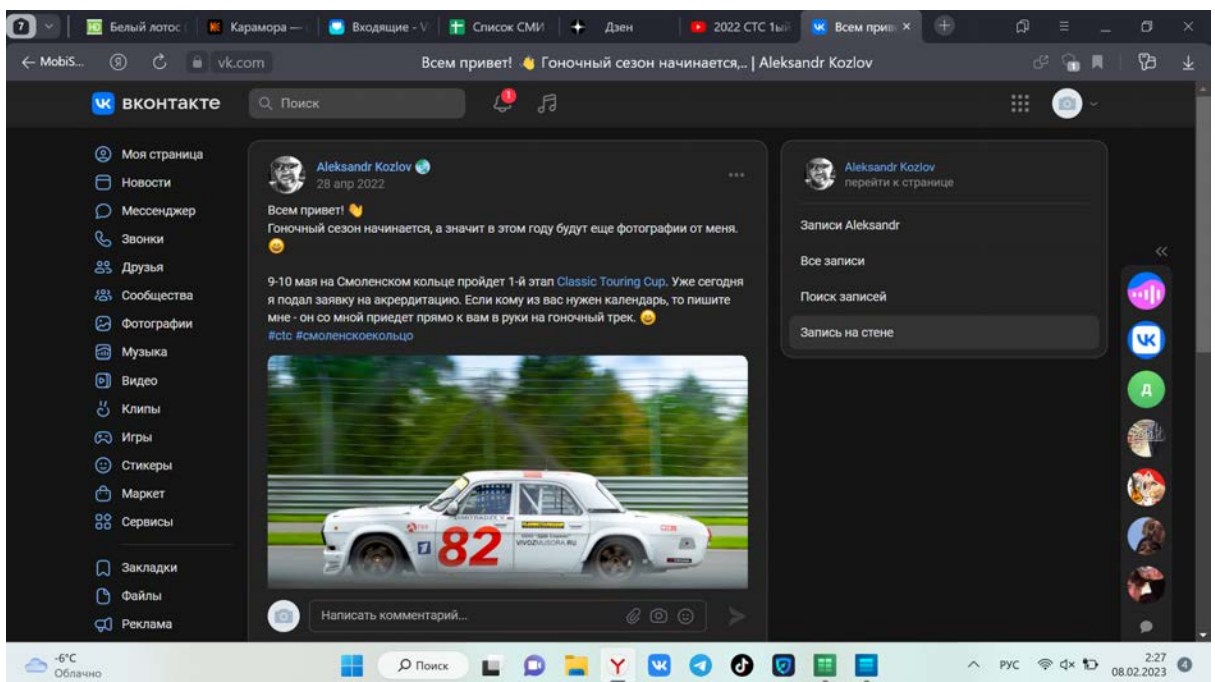 7
Белый лотос
Карамора —
Входящие - V
Список СМИ
Дзен
2022 СТС 1ый
Всем прив
← MobiS...
vk.com
Всем привет! 👋 Гоночный сезон начинается,.. | Aleksandr Kozlov
1
вконтакте
Поиск
1
Моя страница
Новости
Мессенджер
Звонки
Друзья
Сообщества
Фотографии
Музыка
Видео
Клипы
Игры
Стикеры
Маркет
Сервисы
Закладки
Файлы
Реклама
Aleksandr Kozlov
28 апр 2022
Всем привет! 👋
Гоночный сезон начинается, а значит в этом году будут еще фотографии от меня.
😀
9-10 мая на Смоленском кольце пройдет 1-й этап Classic Touring Cup. Уже сегодня
я подал заявку на акредитацию. Если кому из вас нужен календарь, то пишите
мне - он со мной приедет прямо к вам в руки на гоночный трек. 😀
#ctc #смоленскоекольцо
82
VIVOZMUSORA.RU
Написать комментарий...
Aleksandr Kozlov
перейти к странице
Записи Aleksandr
Все записи
Поиск записей
Запись на стене
Д
-6°C
Облачно
Поиск
РУС
2:27
08.02.2023
4